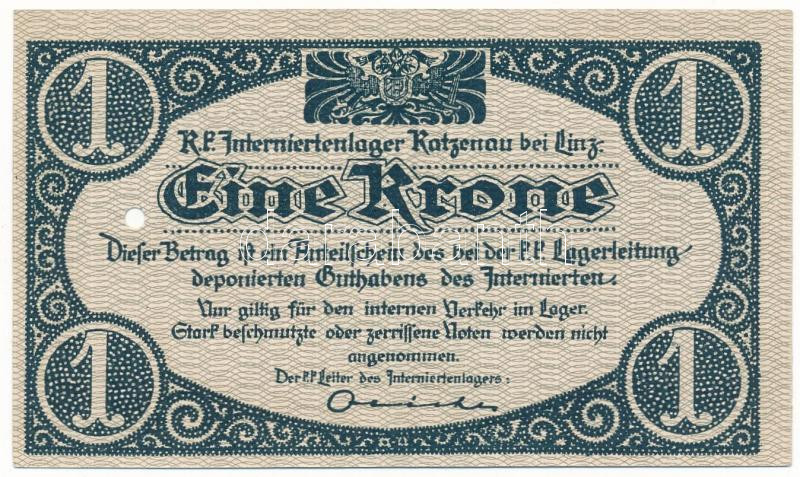 1 1
K.k. Interniertenlager Katzenau bei Linz.
Eine Krone
Dieser Betrag ist ein Anteilschein des bei der k.k. Lagerleitung
deponierten Guthabens des Internierten.
Nur giltig für den internen Verkehr im Lager.
Stark beschmutzte oder zerrissene Noten werden nicht
angenommen.
Der k.k. Leiter des Interniertenlagers:
1 1